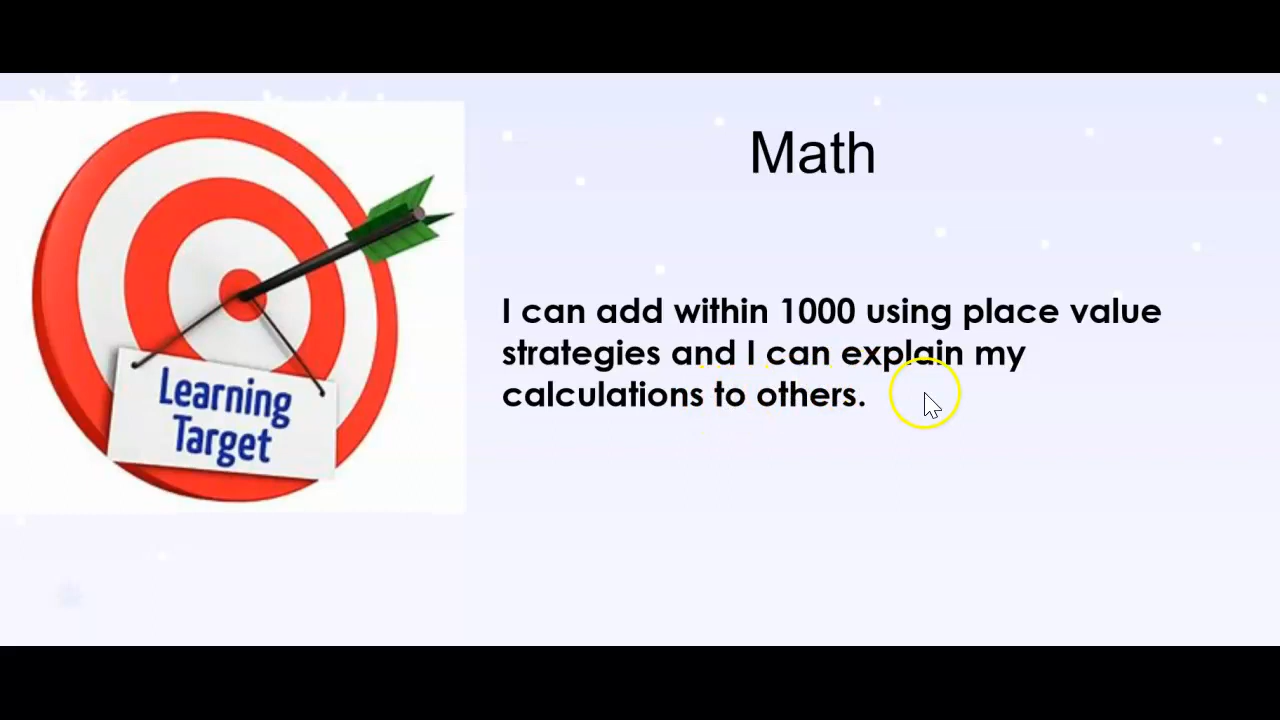 Math
I can add within 1000 using place value
strategies and I can explain my
calculations to others.
Learning
Target